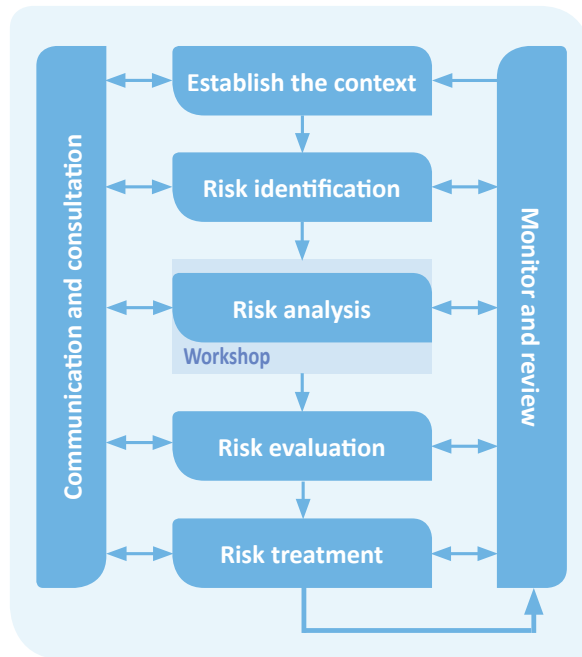 Communication and consultation
Establish the context
Risk identification
Risk analysis
Workshop
Risk evaluation
Risk treatment
Monitor and review